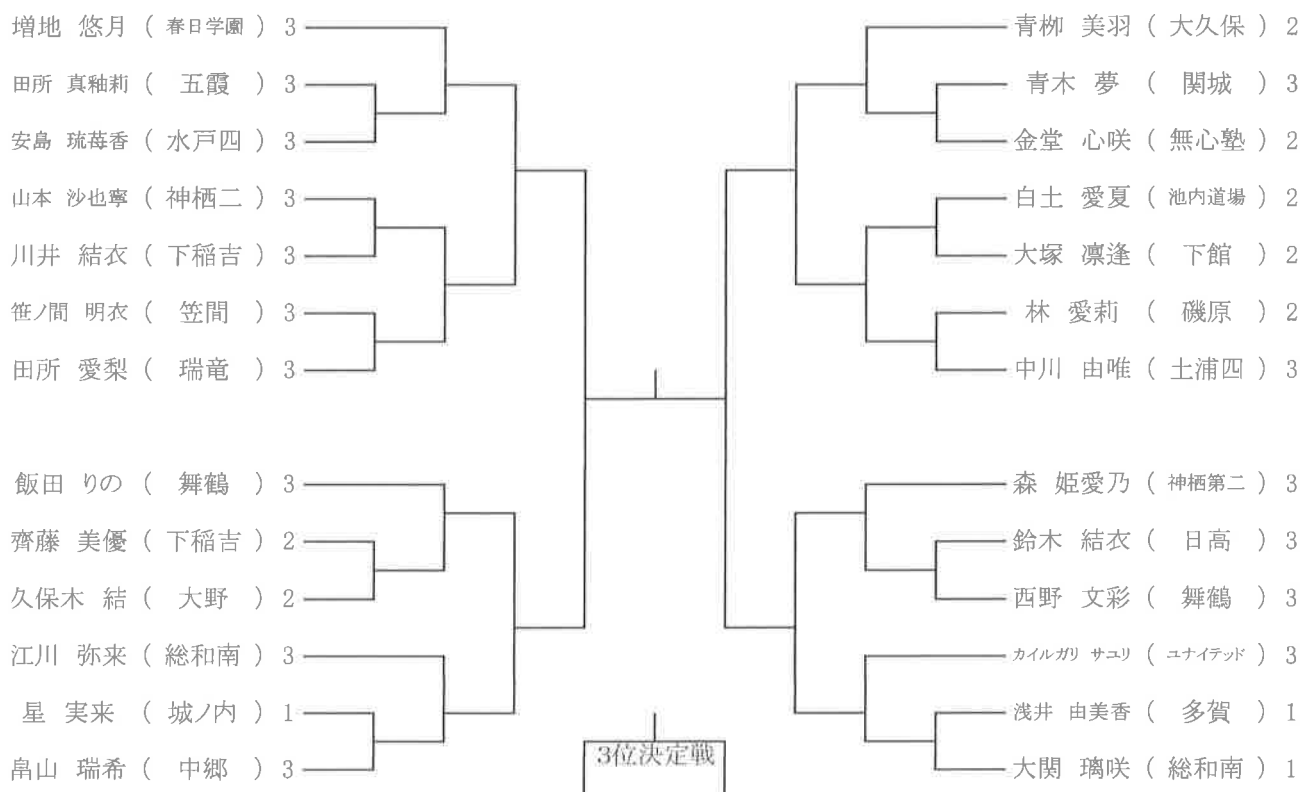 増地 悠月 ( 春日学園 ) 3
田所 真釉莉 ( 五霞 ) 3
安島 琉苺香 ( 水戸四 ) 3
山本 沙也寧 ( 神栖二 ) 3
川井 結衣 ( 下稲吉 ) 3
笹ノ間 明衣 ( 笠間 ) 3
田所 愛梨 ( 瑞竜 ) 3
飯田 りの ( 舞鶴 ) 3
齊藤 美優 ( 下稲吉 ) 2
久保木 結 ( 大野 ) 2
江川 弥来 ( 総和南 ) 3
星 実来 ( 城ノ内 ) 1
畠山 瑞希 ( 中郷 ) 3
青栁 美羽 ( 大久保 ) 2
青木 夢 ( 関城 ) 3
金堂 心咲 ( 無心塾 ) 2
白土 愛夏 ( 池内道場 ) 2
大塚 凛逢 ( 下館 ) 2
林 愛莉 ( 磯原 ) 2
中川 由唯 ( 土浦四 ) 3
森 姫愛乃 ( 神栖第二 ) 3
鈴木 結衣 ( 日高 ) 3
西野 文彩 ( 舞鶴 ) 3
カイルガリ サユリ ( ユナイテッド ) 3
浅井 由美香 ( 多賀 ) 1
大関 璃咲 ( 総和南 ) 1
3位決定戦